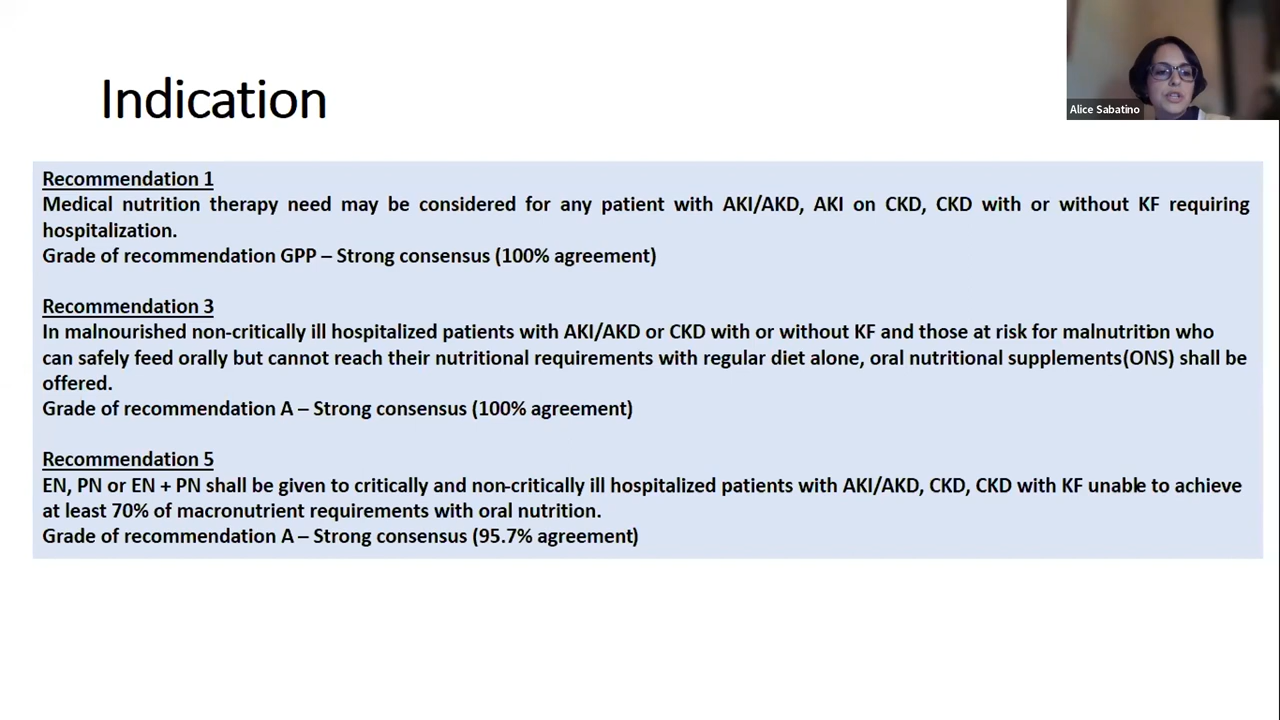 Alice Sabatino
Indication
Recommendation 1
Medical nutrition therapy need may be considered for any patient with AKI/AKD, AKI on CKD, CKD with or without KF requiring
hospitalization.
Grade of recommendation GPP – Strong consensus (100% agreement)
Recommendation 3
In malnourished non-critically ill hospitalized patients with AKI/AKD or CKD with or without KF and those at risk for malnutrition who
can safely feed orally but cannot reach their nutritional requirements with regular diet alone, oral nutritional supplements(ONS) shall be
offered.
Grade of recommendation A – Strong consensus (100% agreement)
Recommendation 5
EN, PN or EN + PN shall be given to critically and non-critically ill hospitalized patients with AKI/AKD, CKD, CKD with KF unable to achieve
at least 70% of macronutrient requirements with oral nutrition.
Grade of recommendation A – Strong consensus (95.7% agreement)